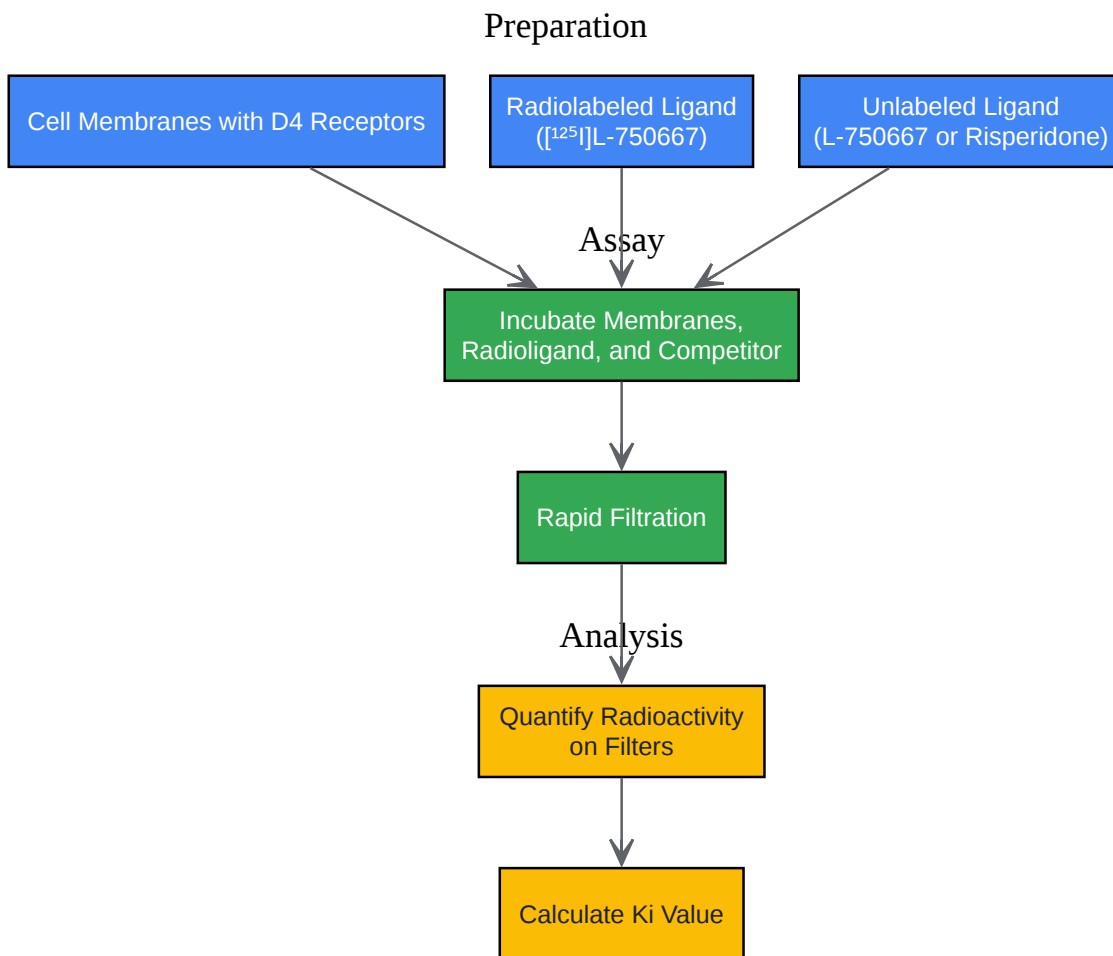 Preparation
Cell Membranes with D4 Receptors
Radiolabeled Ligand
([¹²⁵I]L-750667)
Unlabeled Ligand
(L-750667 or Risperidone)
Assay
Incubate Membranes,
Radioligand, and Competitor
Rapid Filtration
Analysis
Quantify Radioactivity
on Filters
Calculate Ki Value